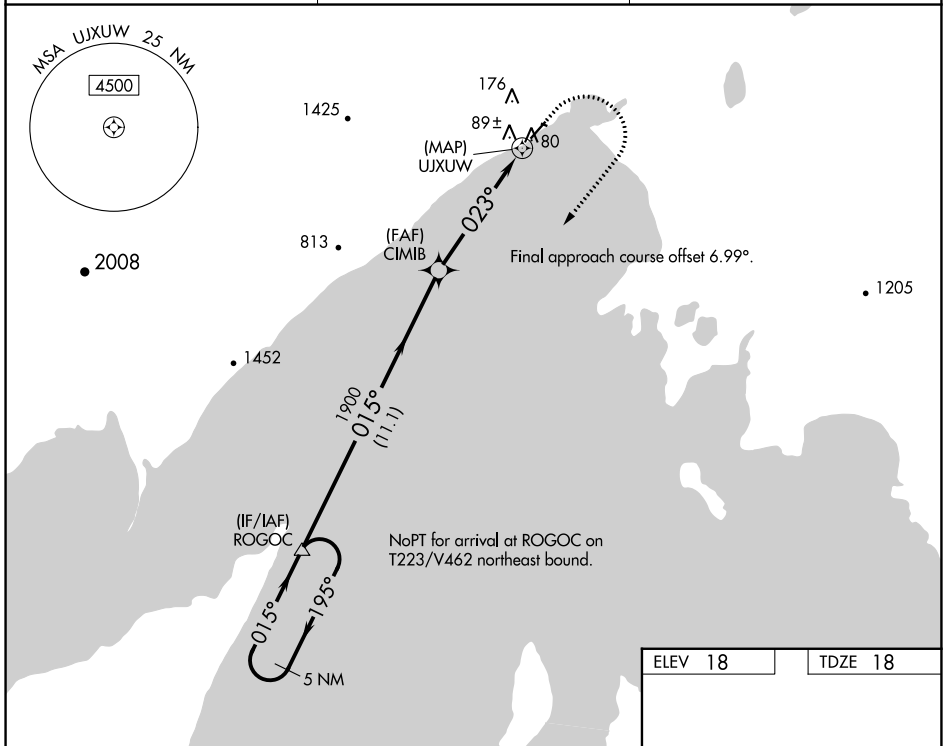 MSA UJXUW 25 NM
4500
1425
176
89±
80
(MAP)
UJXUW
023°
(FAF)
CIMIB
813
2008
Final approach course offset 6.99°.
1205
1452
1900
015°
(11.1)
(IF/IAF)
ROGOC
NoPT for arrival at ROGOC on
T223/V462 northeast bound.
015°
195°
5 NM
ELEV 18
TDZE 18